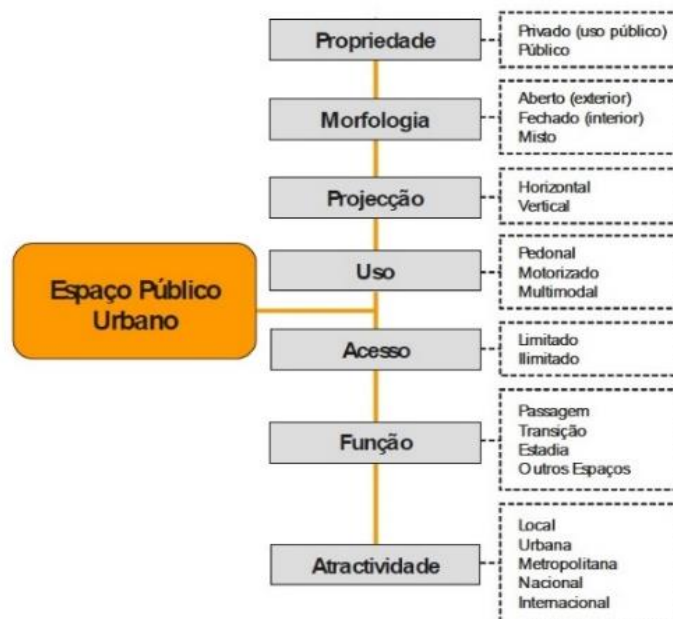 Propriedade
Privado (uso público)
Público
Morfologia
Aberto (exterior)
Fechado (interior)
Misto
Projecção
Horizontal
Vertical
Espaço Público
Urbano
Uso
Pedonal
Motorizado
Multimodal
Acesso
Limitado
Ilimitado
Função
Passagem
Transição
Estadia
Outros Espaços
Atractividade
Local
Urbana
Metropolitana
Nacional
Internacional